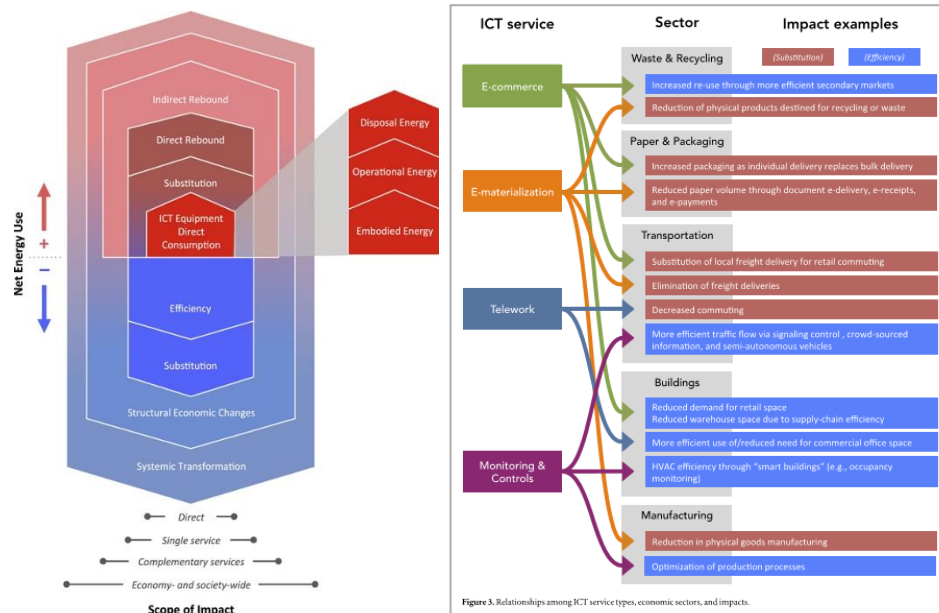 Indirect Rebound
Direct Rebound
Substitution
ICT Equipment
Direct
Consumption
Disposal Energy
Operational Energy
Embodied Energy
Net Energy Use
+
−
Efficiency
Substitution
Structural Economic Changes
Systemic Transformation
Direct
Single service
Complementary services
Economy- and society-wide
Scope of Impact
ICT service
Sector
Impact examples
(Substitution)
(Efficiency)
E-commerce
E-materialization
Telework
Monitoring &
Controls
Waste & Recycling
Increased re-use through more efficient secondary markets
Reduction of physical products destined for recycling or waste
Paper & Packaging
Increased packaging as individual delivery replaces bulk delivery
Reduced paper volume through document e-delivery, e-receipts,
and e-payments
Transportation
Substitution of local freight delivery for retail commuting
Elimination of freight deliveries
Decreased commuting
More efficient traffic flow via signaling control , crowd-sourced
information, and semi-autonomous vehicles
Buildings
Reduced demand for retail space
Reduced warehouse space due to supply-chain efficiency
More efficient use of/reduced need for commercial office space
HVAC efficiency through "smart buildings" (e.g., occupancy
monitoring)
Manufacturing
Reduction in physical goods manufacturing
Optimization of production processes
Figure 3. Relationships among ICT service types, economic sectors, and impacts.